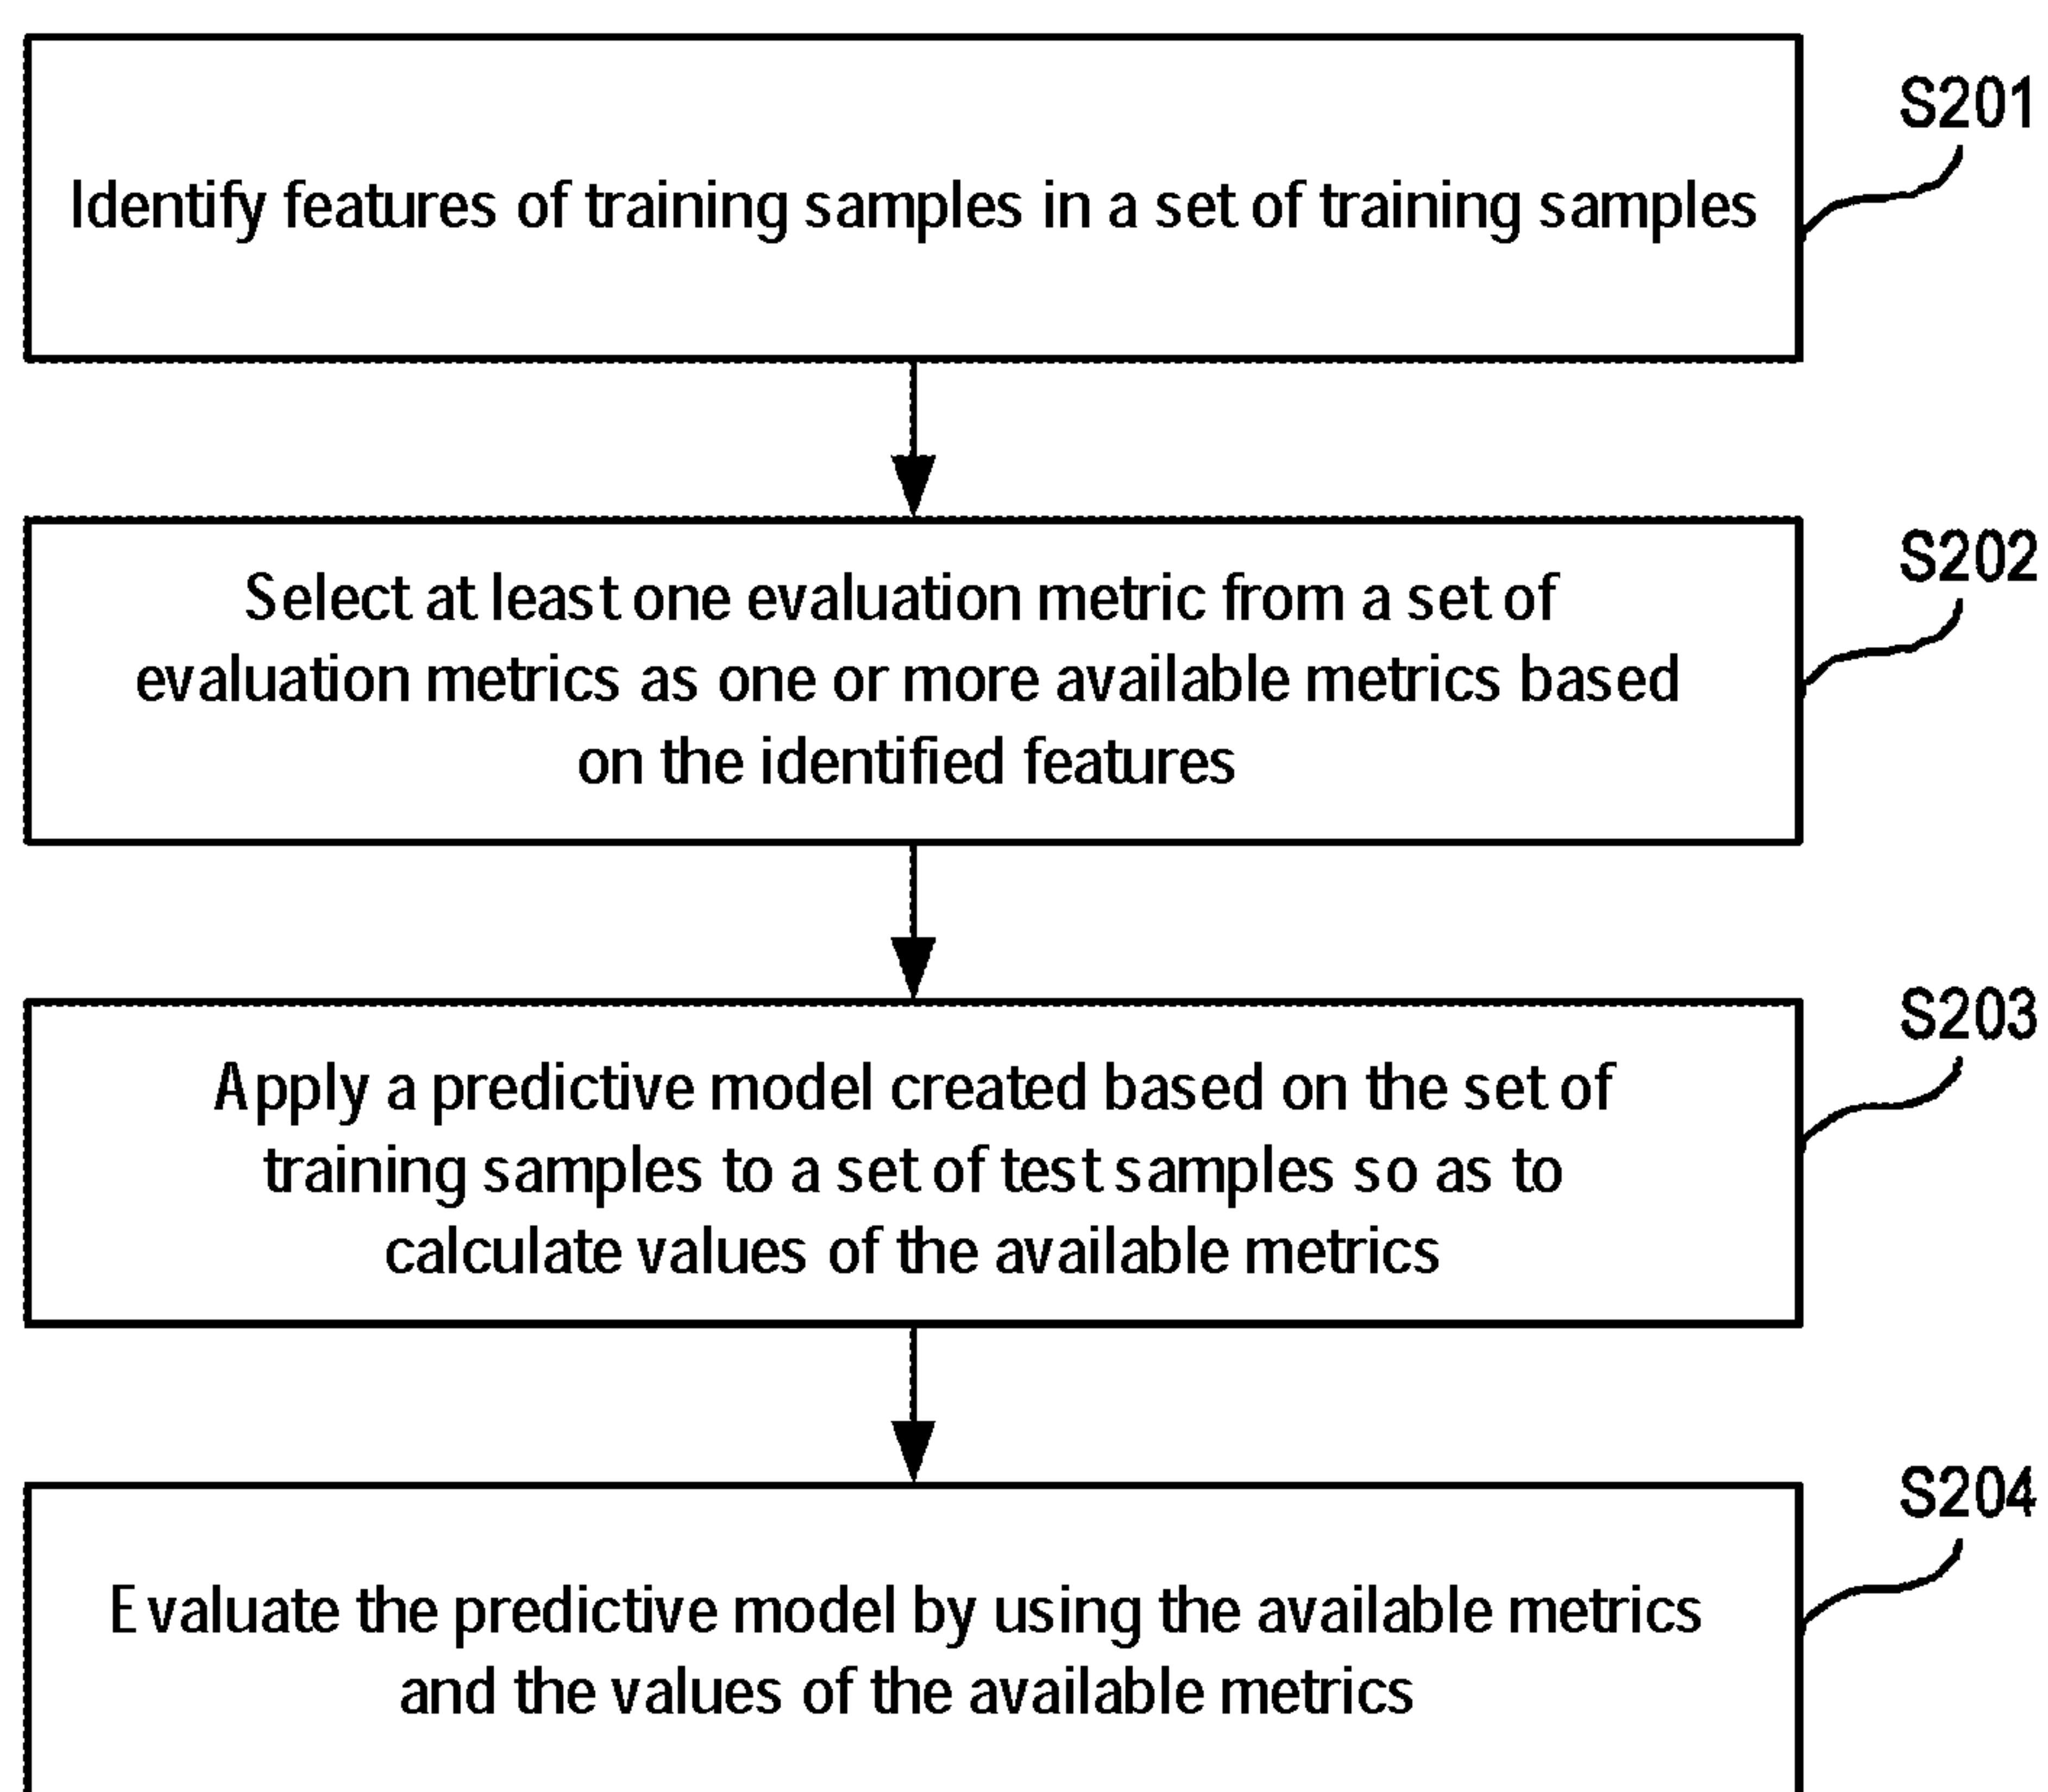 S201
Identify features of training samples in a set of training samples
S202
Select at least one evaluation metric from a set of
evaluation metrics as one or more available metrics based
on the identified features
S203
Apply a predictive model created based on the set of
training samples to a set of test samples so as to
calculate values of the available metrics
S204
Evaluate the predictive model by using the available metrics
and the values of the available metrics